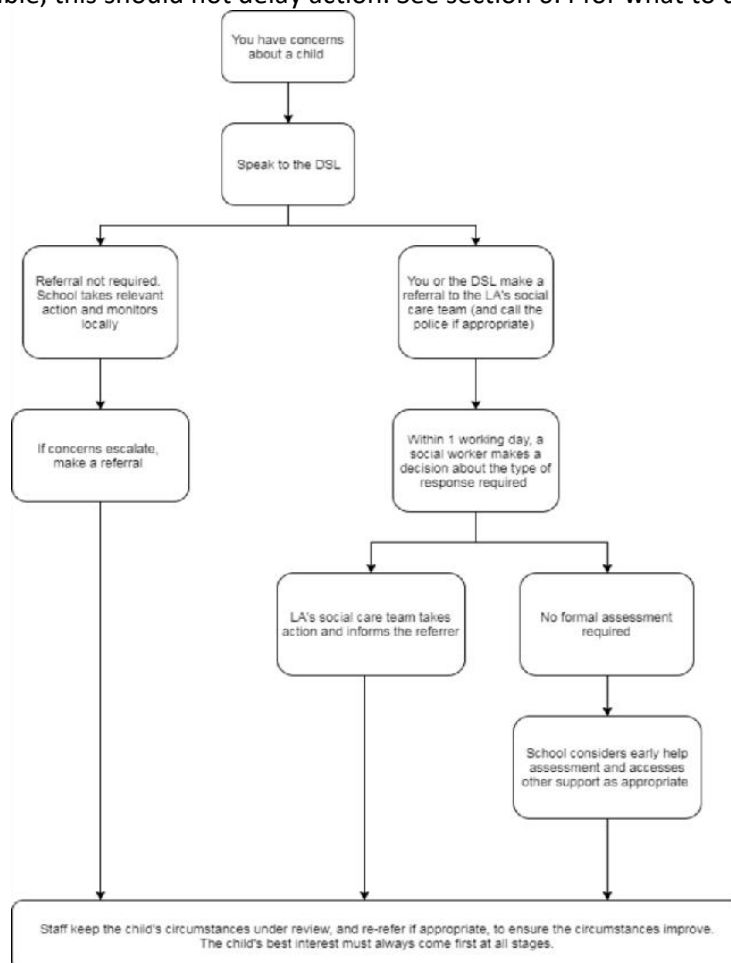 You have concerns
about a child
Speak to the DSL
Referral not required.
School takes relevant
action and monitors
locally
You or the DSL make a
referral to the LA's social
care team (and call the
police if appropriate)
If concerns escalate,
make a referral
Within 1 working day, a
social worker makes a
decision about the type of
response required
LA's social care team takes
action and informs the referrer
No formal assessment
required
School considers early help
assessment and accesses
other support as appropriate
Staff keep the child's circumstances under review, and re-refer if appropriate, to ensure the circumstances improve.
The child's best interest must always come first at all stages.